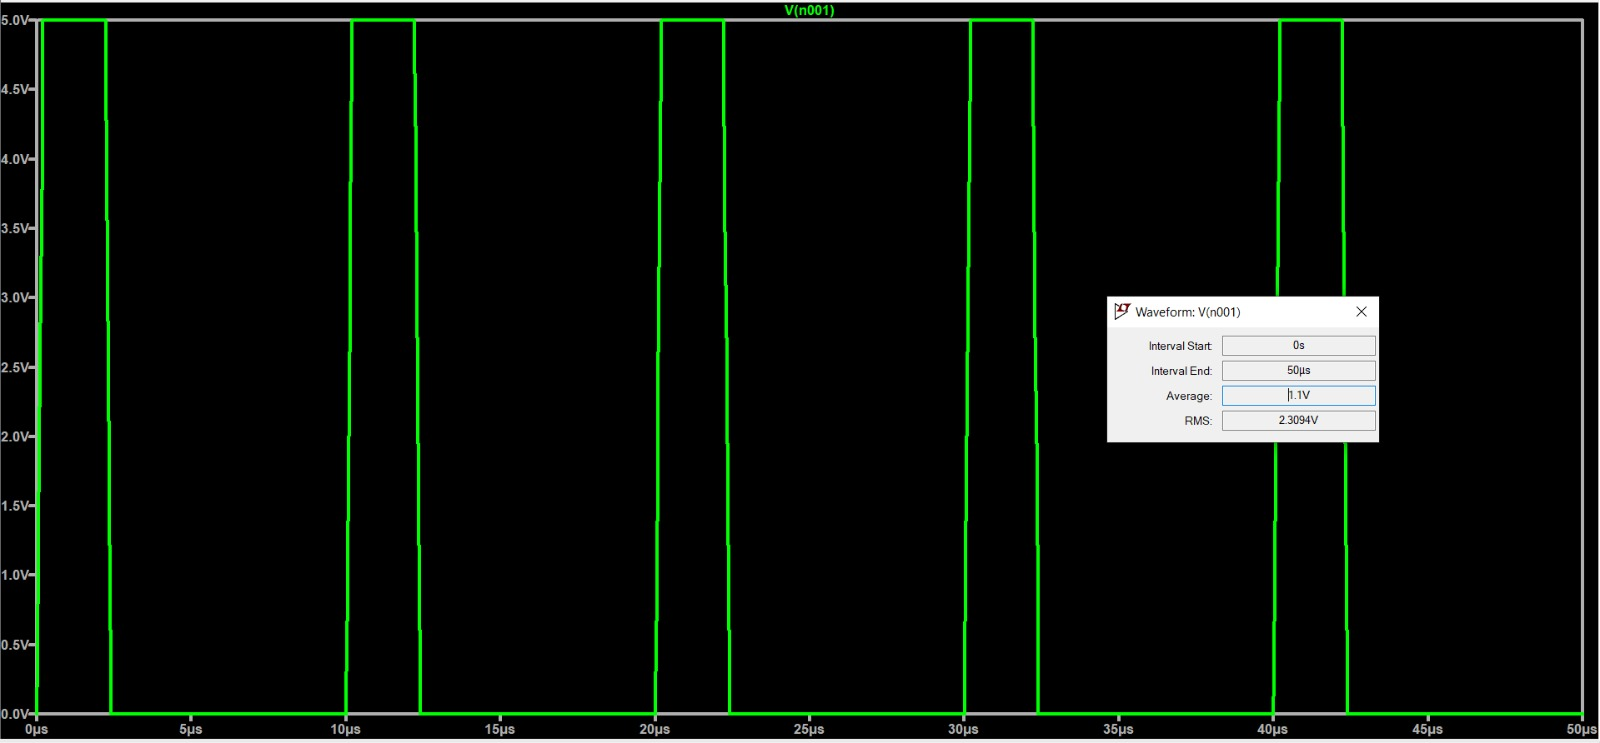 V(n001)
5.0V
4.5V
4.0V
3.5V
3.0V
2.5V
2.0V
1.5V
1.0V
0.5V
0.0V
Waveform: V(n001)
Interval Start: 0s
Interval End: 50µs
Average: 1.1V
RMS: 2.3094V
0µs 5µs 10µs 15µs 20µs 25µs 30µs 35µs 40µs 45µs 50µs